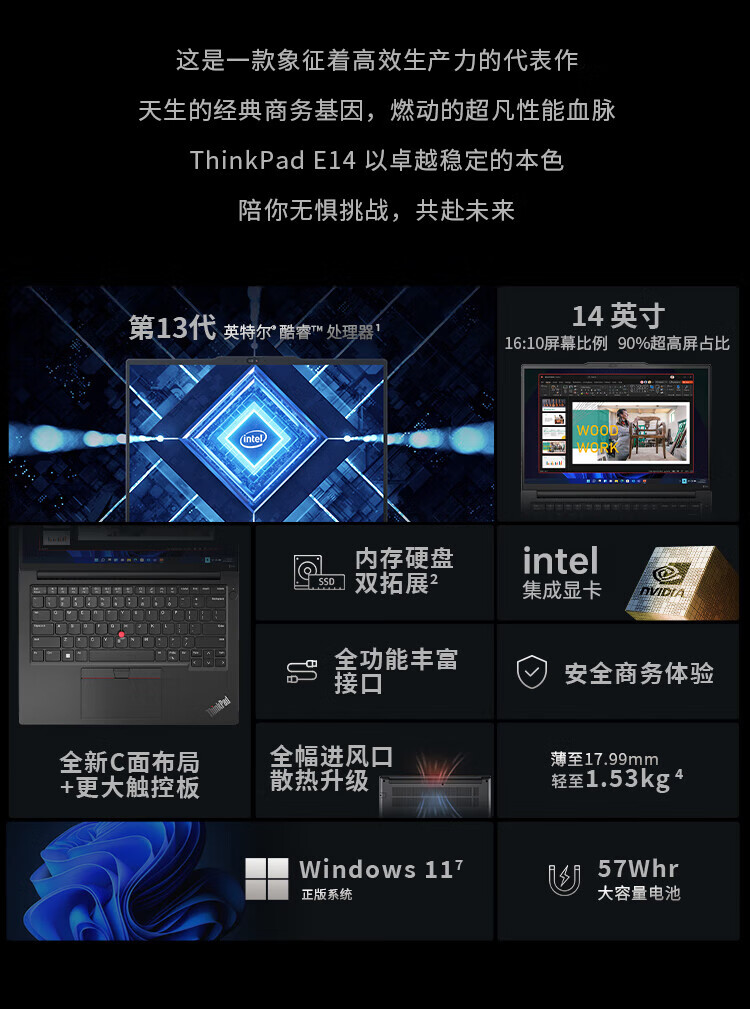 这是一款象征着高效生产力的代表作
天生的经典商务基因，燃动的超凡性能血脉
ThinkPad E14 以卓越稳定的本色
陪你无惧挑战，共赴未来
第13代 英特尔® 酷睿™ 处理器1
intel
14 英寸
16:10屏幕比例 90%超高屏占比
WOOD
WORK
ThinkPad
全新C面布局
+更大触控板
SSD
内存硬盘
双拓展2
intel
集成显卡
NVIDIA
全功能丰富
接口
安全商务体验
全幅进风口
散热升级
薄至17.99mm
轻至1.53kg4
Windows 117
正版系统
57Whr
大容量电池